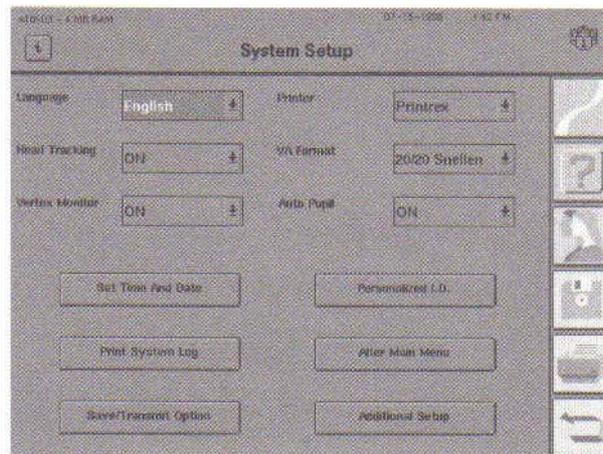 System Setup
Language English Printer Printrex
Head Tracking ON VA Format 20/20 Snellen
Vertex Monitor ON Auto Pupil ON
Set Time And Date Personalized I.D.
Print System Log Alter Main Menu
Save/Transmit Option Additional Setup